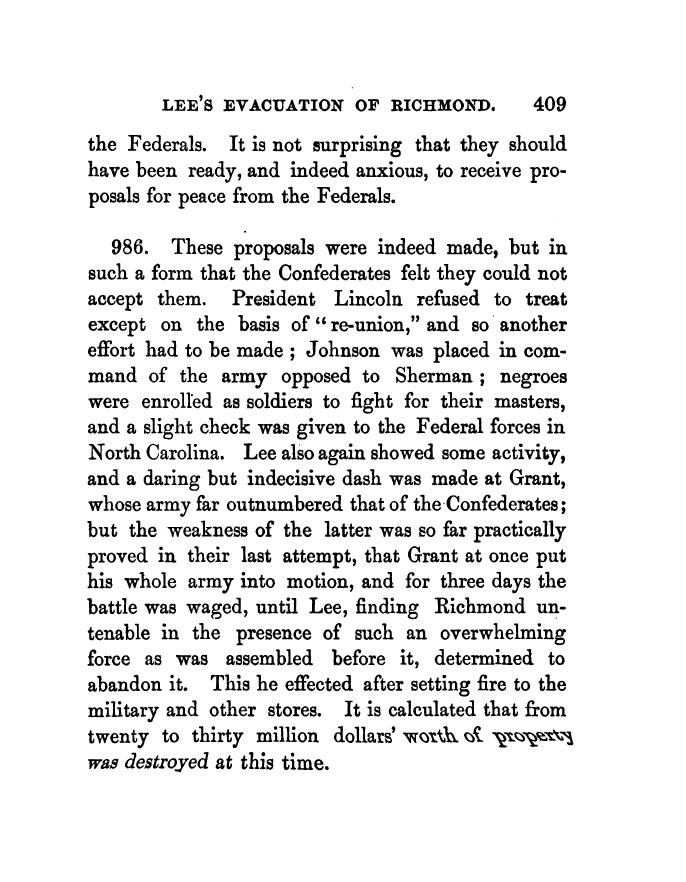 LEE'S EVACUATION OF RICHMOND. 409
the Federals. It is not surprising that they should
have been ready, and indeed anxious, to receive pro-
posals for peace from the Federals.
986. These proposals were indeed made, but in
such a form that the Confederates felt they could not
accept them. President Lincoln refused to treat
except on the basis of "re-union," and so another
effort had to be made ; Johnson was placed in com-
mand of the army opposed to Sherman ; negroes
were enrolled as soldiers to fight for their masters,
and a slight check was given to the Federal forces in
North Carolina. Lee also again showed some activity,
and a daring but indecisive dash was made at Grant,
whose army far outnumbered that of the Confederates;
but the weakness of the latter was so far practically
proved in their last attempt, that Grant at once put
his whole army into motion, and for three days the
battle was waged, until Lee, finding Richmond un-
tenable in the presence of such an overwhelming
force as was assembled before it, determined to
abandon it. This he effected after setting fire to the
military and other stores. It is calculated that from
twenty to thirty million dollars' worth of property
was destroyed at this time.